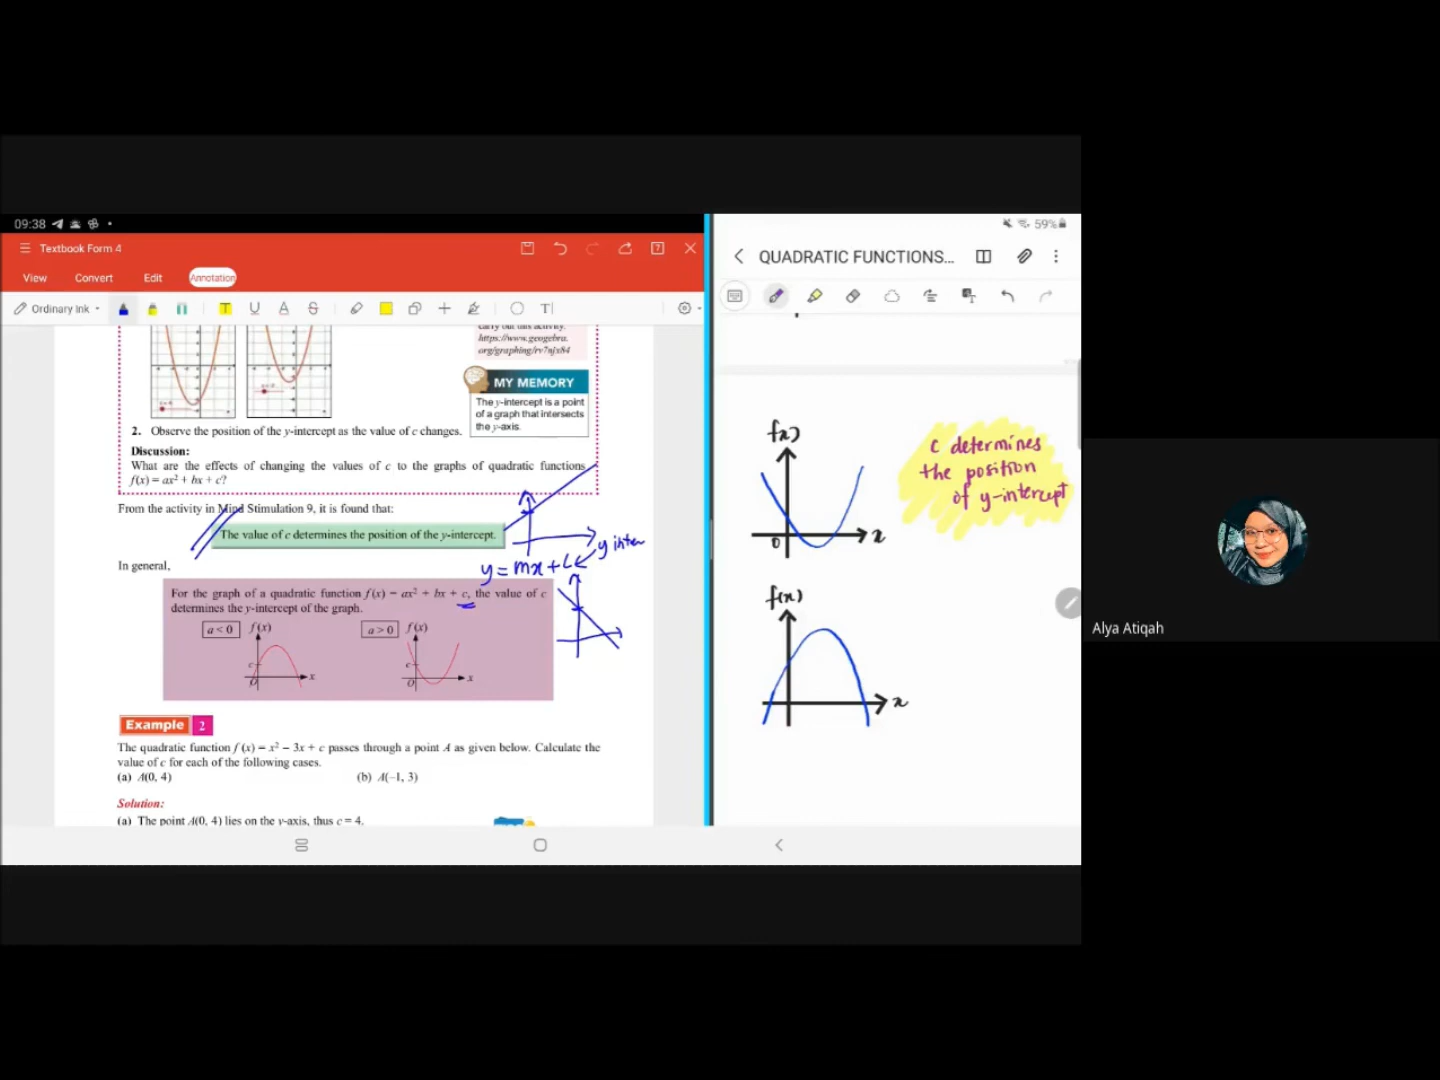 09:38
59%
Textbook Form 4
View Convert Edit Annotation
Ordinary Ink
carry out this activity.
https://www.geogebra.
org/graphing/rv7njx84
MY MEMORY
The y-intercept is a point
of a graph that intersects
the y-axis.
2. Observe the position of the y-intercept as the value of c changes.
Discussion:
What are the effects of changing the values of c to the graphs of quadratic functions
f(x) = ax² + bx + c?
From the activity in Mind Stimulation 9, it is found that:
The value of c determines the position of the y-intercept.
y inter
In general,
y = mx + c
For the graph of a quadratic function f(x) = ax² + bx + c, the value of c
determines the y-intercept of the graph.
a < 0 f(x) a > 0 f(x)
c c
O x O x
Example 2
The quadratic function f (x) = x² − 3x + c passes through a point A as given below. Calculate the
value of c for each of the following cases.
(a) A(0, 4) (b) A(−1, 3)
Solution:
(a) The point A(0, 4) lies on the y-axis, thus c = 4.
QUADRATIC FUNCTIONS...
f(x)
c determines
the position
of y-intercept
0 x
f(x)
x
Alya Atiqah